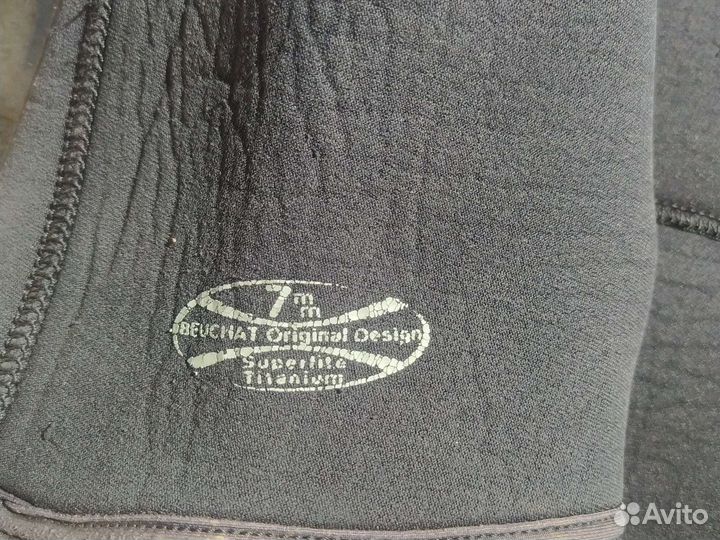 7mm
BEUCHAT Original Design
Superlite
Titanium
Avito